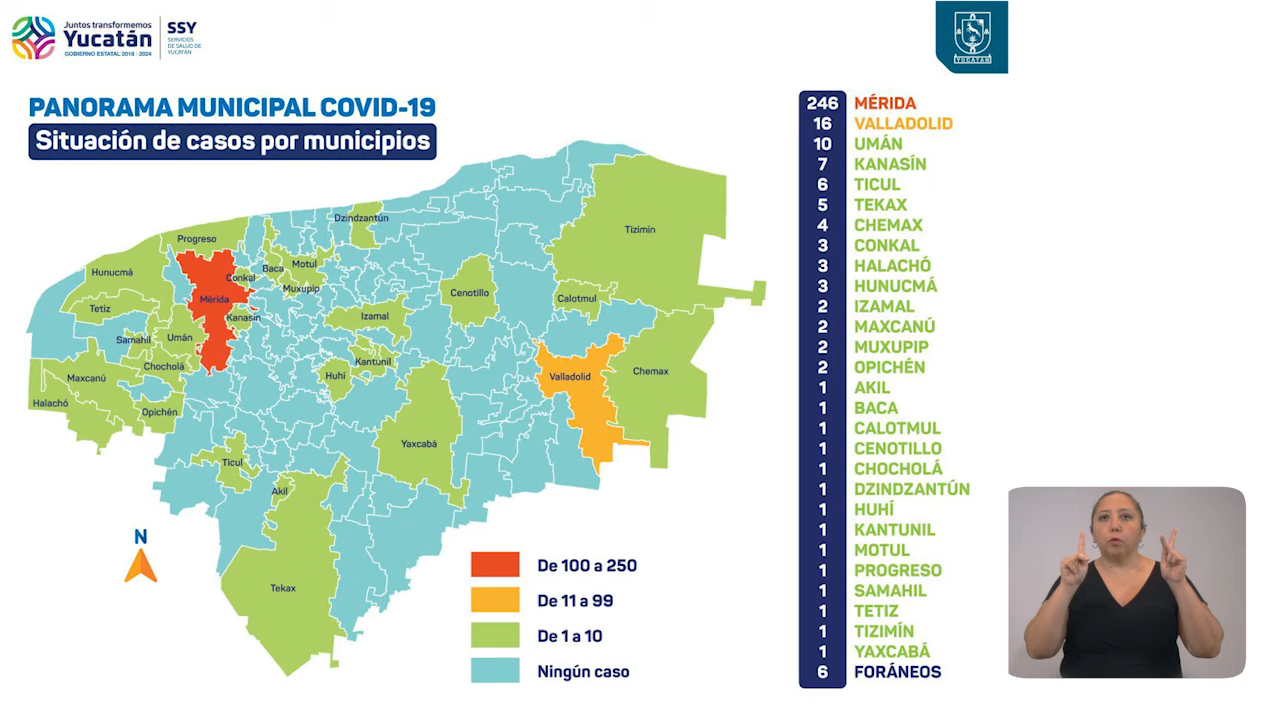 Juntos transformemos
Yucatán
GOBIERNO ESTATAL 2018 - 2024
SSY
SERVICIOS
DE SALUD DE
YUCATÁN
YUCATÁN
PANORAMA MUNICIPAL COVID-19
Situación de casos por municipios
Dzindzantún
Tizimín
Progreso
Motul
Baca
Hunucmá
Conkal
Muxupip
Cenotillo
Calotmul
Mérida
Tetiz
Izamal
Kanasín
Samahil
Umán
Kantunil
Chocholá
Huhí
Valladolid
Chemax
Maxcanú
Halachó
Opichén
Yaxcabá
Ticul
Akil
Tekax
N
De 100 a 250
De 11 a 99
De 1 a 10
Ningún caso
246 MÉRIDA
16 VALLADOLID
10 UMÁN
7 KANASÍN
6 TICUL
5 TEKAX
4 CHEMAX
3 CONKAL
3 HALACHÓ
3 HUNUCMÁ
2 IZAMAL
2 MAXCANÚ
2 MUXUPIP
2 OPICHÉN
1 AKIL
1 BACA
1 CALOTMUL
1 CENOTILLO
1 CHOCHOLÁ
1 DZINDZANTÚN
1 HUHÍ
1 KANTUNIL
1 MOTUL
1 PROGRESO
1 SAMAHIL
1 TETIZ
1 TIZIMÍN
1 YAXCABÁ
6 FORÁNEOS